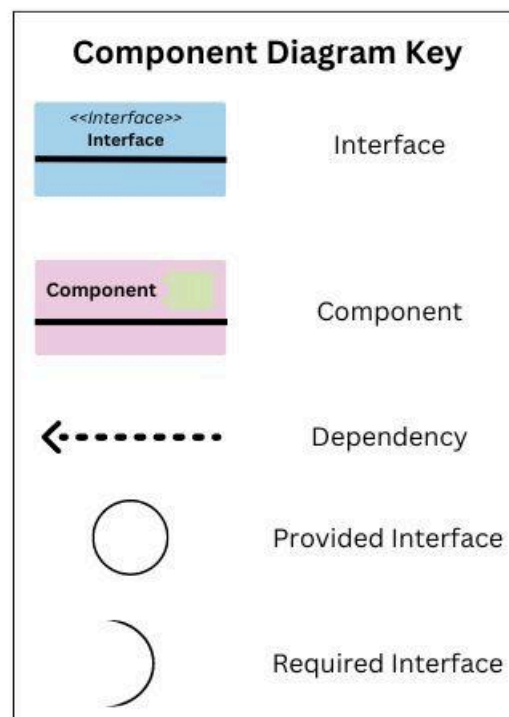 Component Diagram Key
<<Interface>>
Interface
Interface
Component
Component
Dependency
Provided Interface
Required Interface